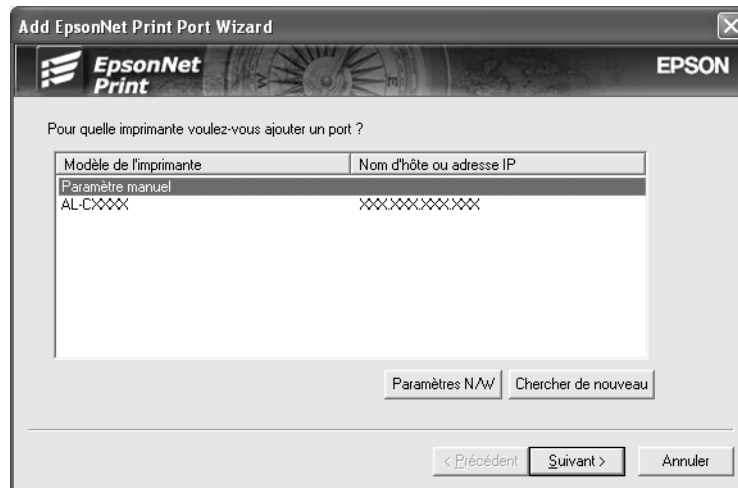 Add EpsonNet Print Port Wizard
EpsonNet
Print
W
E
EPSON
Pour quelle imprimante voulez-vous ajouter un port ?
Modèle de l'imprimante Nom d'hôte ou adresse IP
Paramètre manuel
AL-CXXXX XXX.XXX.XXX.XXX
Paramètres N/W Chercher de nouveau
< Précédent Suivant > Annuler